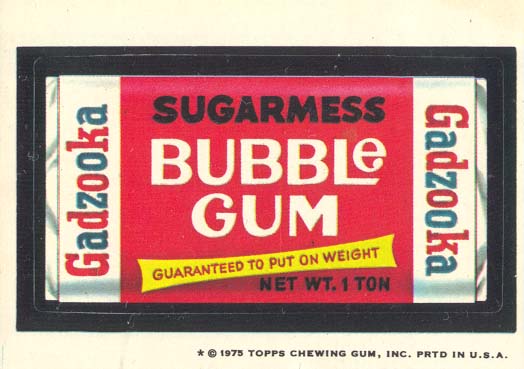 Gadzooka
SUGARMESS
BUBBLe
GUM
GUARANTEED TO PUT ON WEIGHT
NET WT. 1 TON
Gadzooka
* © 1975 TOPPS CHEWING GUM, INC. PRTD IN U.S.A.